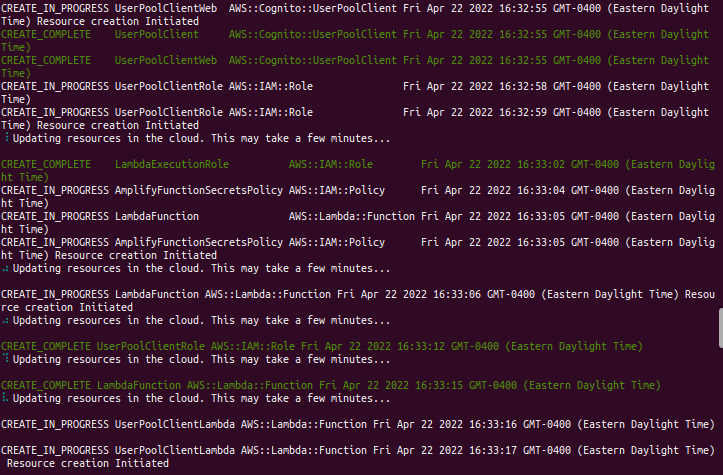 CREATE_IN_PROGRESS UserPoolClientWeb  AWS::Cognito::UserPoolClient Fri Apr 22 2022 16:32:55 GMT-0400 (Eastern Daylight
Time) Resource creation Initiated
CREATE_COMPLETE    UserPoolClient     AWS::Cognito::UserPoolClient Fri Apr 22 2022 16:32:55 GMT-0400 (Eastern Daylight
Time)
CREATE_COMPLETE    UserPoolClientWeb  AWS::Cognito::UserPoolClient Fri Apr 22 2022 16:32:55 GMT-0400 (Eastern Daylight
Time)
CREATE_IN_PROGRESS UserPoolClientRole AWS::IAM::Role               Fri Apr 22 2022 16:32:58 GMT-0400 (Eastern Daylight
Time)
CREATE_IN_PROGRESS UserPoolClientRole AWS::IAM::Role               Fri Apr 22 2022 16:32:59 GMT-0400 (Eastern Daylight
Time) Resource creation Initiated
Updating resources in the cloud. This may take a few minutes...
CREATE_COMPLETE    LambdaExecutionRole          AWS::IAM::Role        Fri Apr 22 2022 16:33:02 GMT-0400 (Eastern Daylig
ht Time)
CREATE_IN_PROGRESS AmplifyFunctionSecretsPolicy AWS::IAM::Policy      Fri Apr 22 2022 16:33:04 GMT-0400 (Eastern Daylig
ht Time)
CREATE_IN_PROGRESS LambdaFunction               AWS::Lambda::Function Fri Apr 22 2022 16:33:05 GMT-0400 (Eastern Daylig
ht Time)
CREATE_IN_PROGRESS AmplifyFunctionSecretsPolicy AWS::IAM::Policy      Fri Apr 22 2022 16:33:05 GMT-0400 (Eastern Daylig
ht Time) Resource creation Initiated
Updating resources in the cloud. This may take a few minutes...
CREATE_IN_PROGRESS LambdaFunction AWS::Lambda::Function Fri Apr 22 2022 16:33:06 GMT-0400 (Eastern Daylight Time) Resou
rce creation Initiated
Updating resources in the cloud. This may take a few minutes...
CREATE_COMPLETE UserPoolClientRole AWS::IAM::Role Fri Apr 22 2022 16:33:12 GMT-0400 (Eastern Daylight Time)
Updating resources in the cloud. This may take a few minutes...
CREATE_COMPLETE LambdaFunction AWS::Lambda::Function Fri Apr 22 2022 16:33:15 GMT-0400 (Eastern Daylight Time)
Updating resources in the cloud. This may take a few minutes...
CREATE_IN_PROGRESS UserPoolClientLambda AWS::Lambda::Function Fri Apr 22 2022 16:33:16 GMT-0400 (Eastern Daylight Time)
CREATE_IN_PROGRESS UserPoolClientLambda AWS::Lambda::Function Fri Apr 22 2022 16:33:17 GMT-0400 (Eastern Daylight Time)
Resource creation Initiated